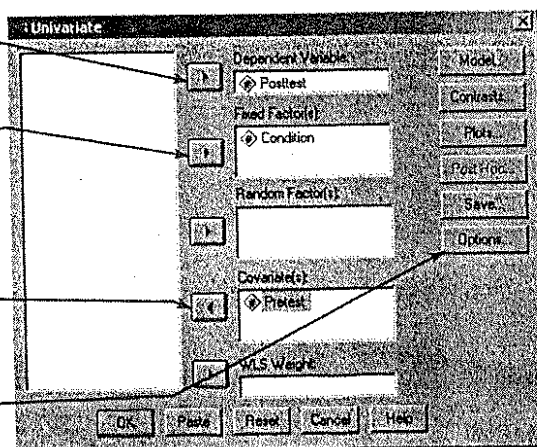 Univariate
Dependent Variable:
Posttest
Fixed Factor(s):
Condition
Random Factor(s):
Covariate(s):
Pretest
WLS Weight:
Model...
Contrasts...
Plots...
Post Hoc...
Save...
Options...
OK
Paste
Reset
Cancel
Help